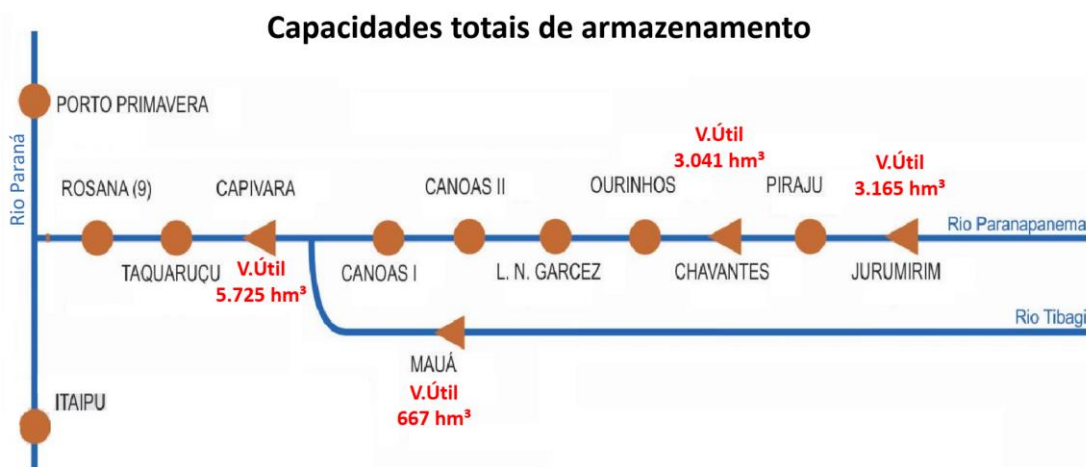 Capacidades totais de armazenamento
Rio Paraná
PORTO PRIMAVERA
V.Útil
3.041 hm³
V.Útil
3.165 hm³
ROSANA (9)
CAPIVARA
CANOAS II
OURINHOS
PIRAJU
Rio Paranapanema
TAQUARUÇU
V.Útil
5.725 hm³
CANOAS I
L. N. GARCEZ
CHAVANTES
JURUMIRIM
Rio Tibagi
MAUÁ
V.Útil
667 hm³
ITAIPU